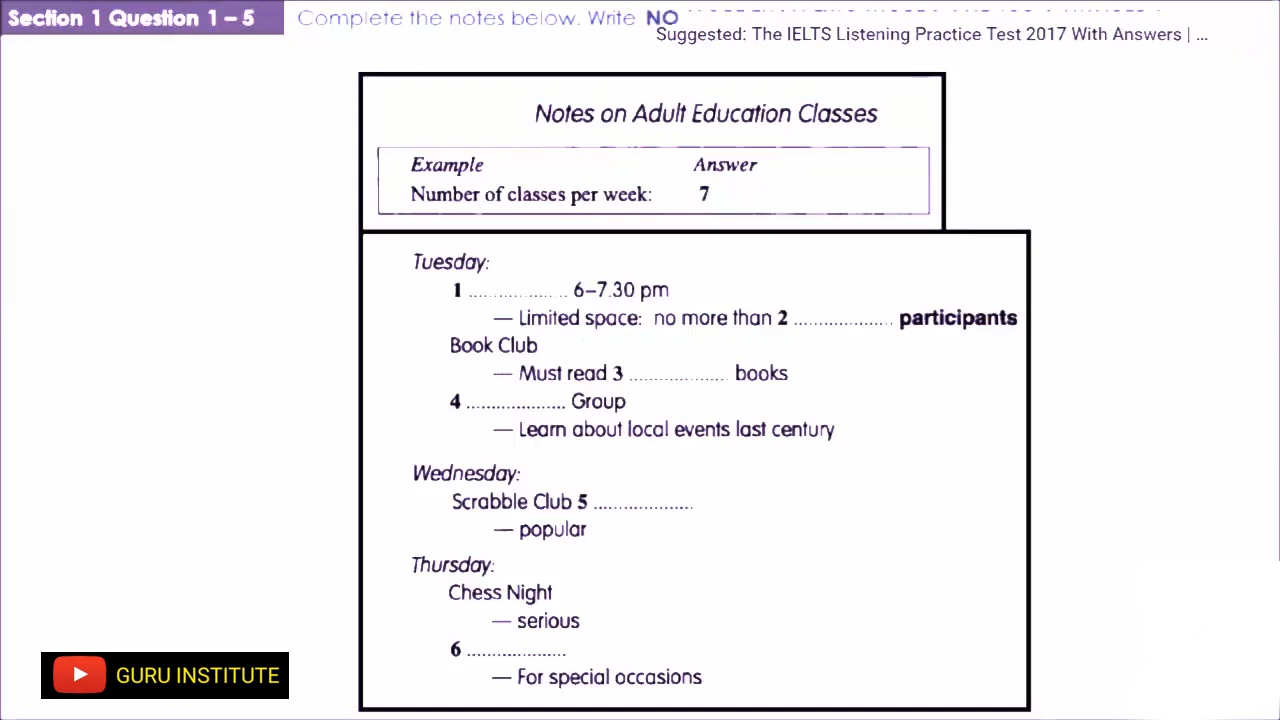 Section 1 Question 1 – 5 Complete the notes below. Write NO
Suggested: The IELTS Listening Practice Test 2017 With Answers | ...
Notes on Adult Education Classes
Example Answer
Number of classes per week: 7
Tuesday:
1 .................. 6–7.30 pm
— Limited space: no more than 2 .................. participants
Book Club
— Must read 3 .................. books
4 .................. Group
— Learn about local events last century
Wednesday:
Scrabble Club 5 ..................
— popular
Thursday:
Chess Night
— serious
6 ..................
— For special occasions
GURU INSTITUTE